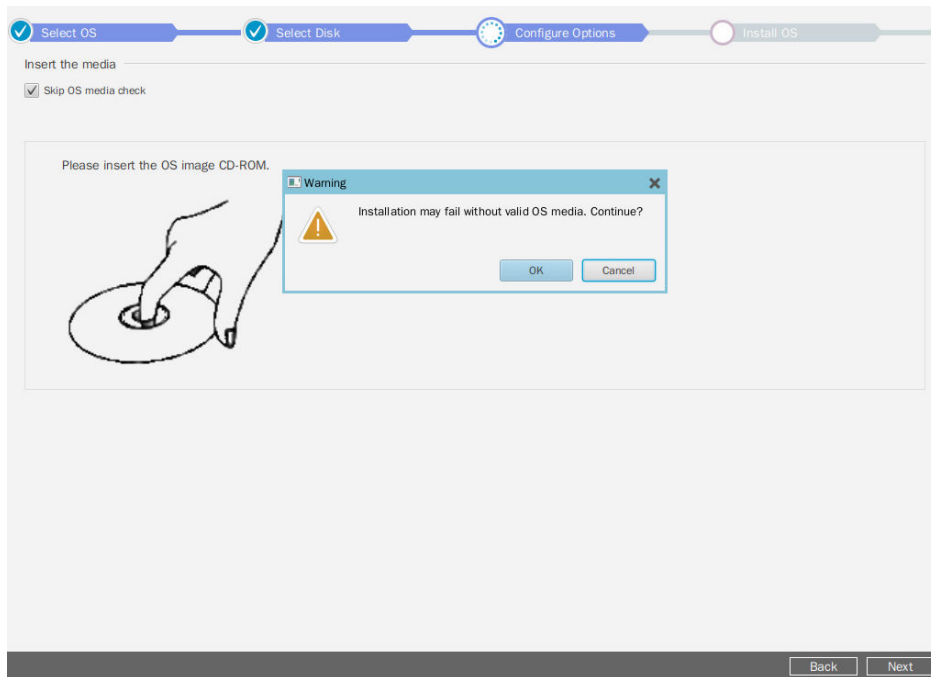 Select OS
Select Disk
Configure Options
Install OS
Insert the media
Skip OS media check
Please insert the OS image CD-ROM.
Warning
Installation may fail without valid OS media. Continue?
OK
Cancel
Back
Next